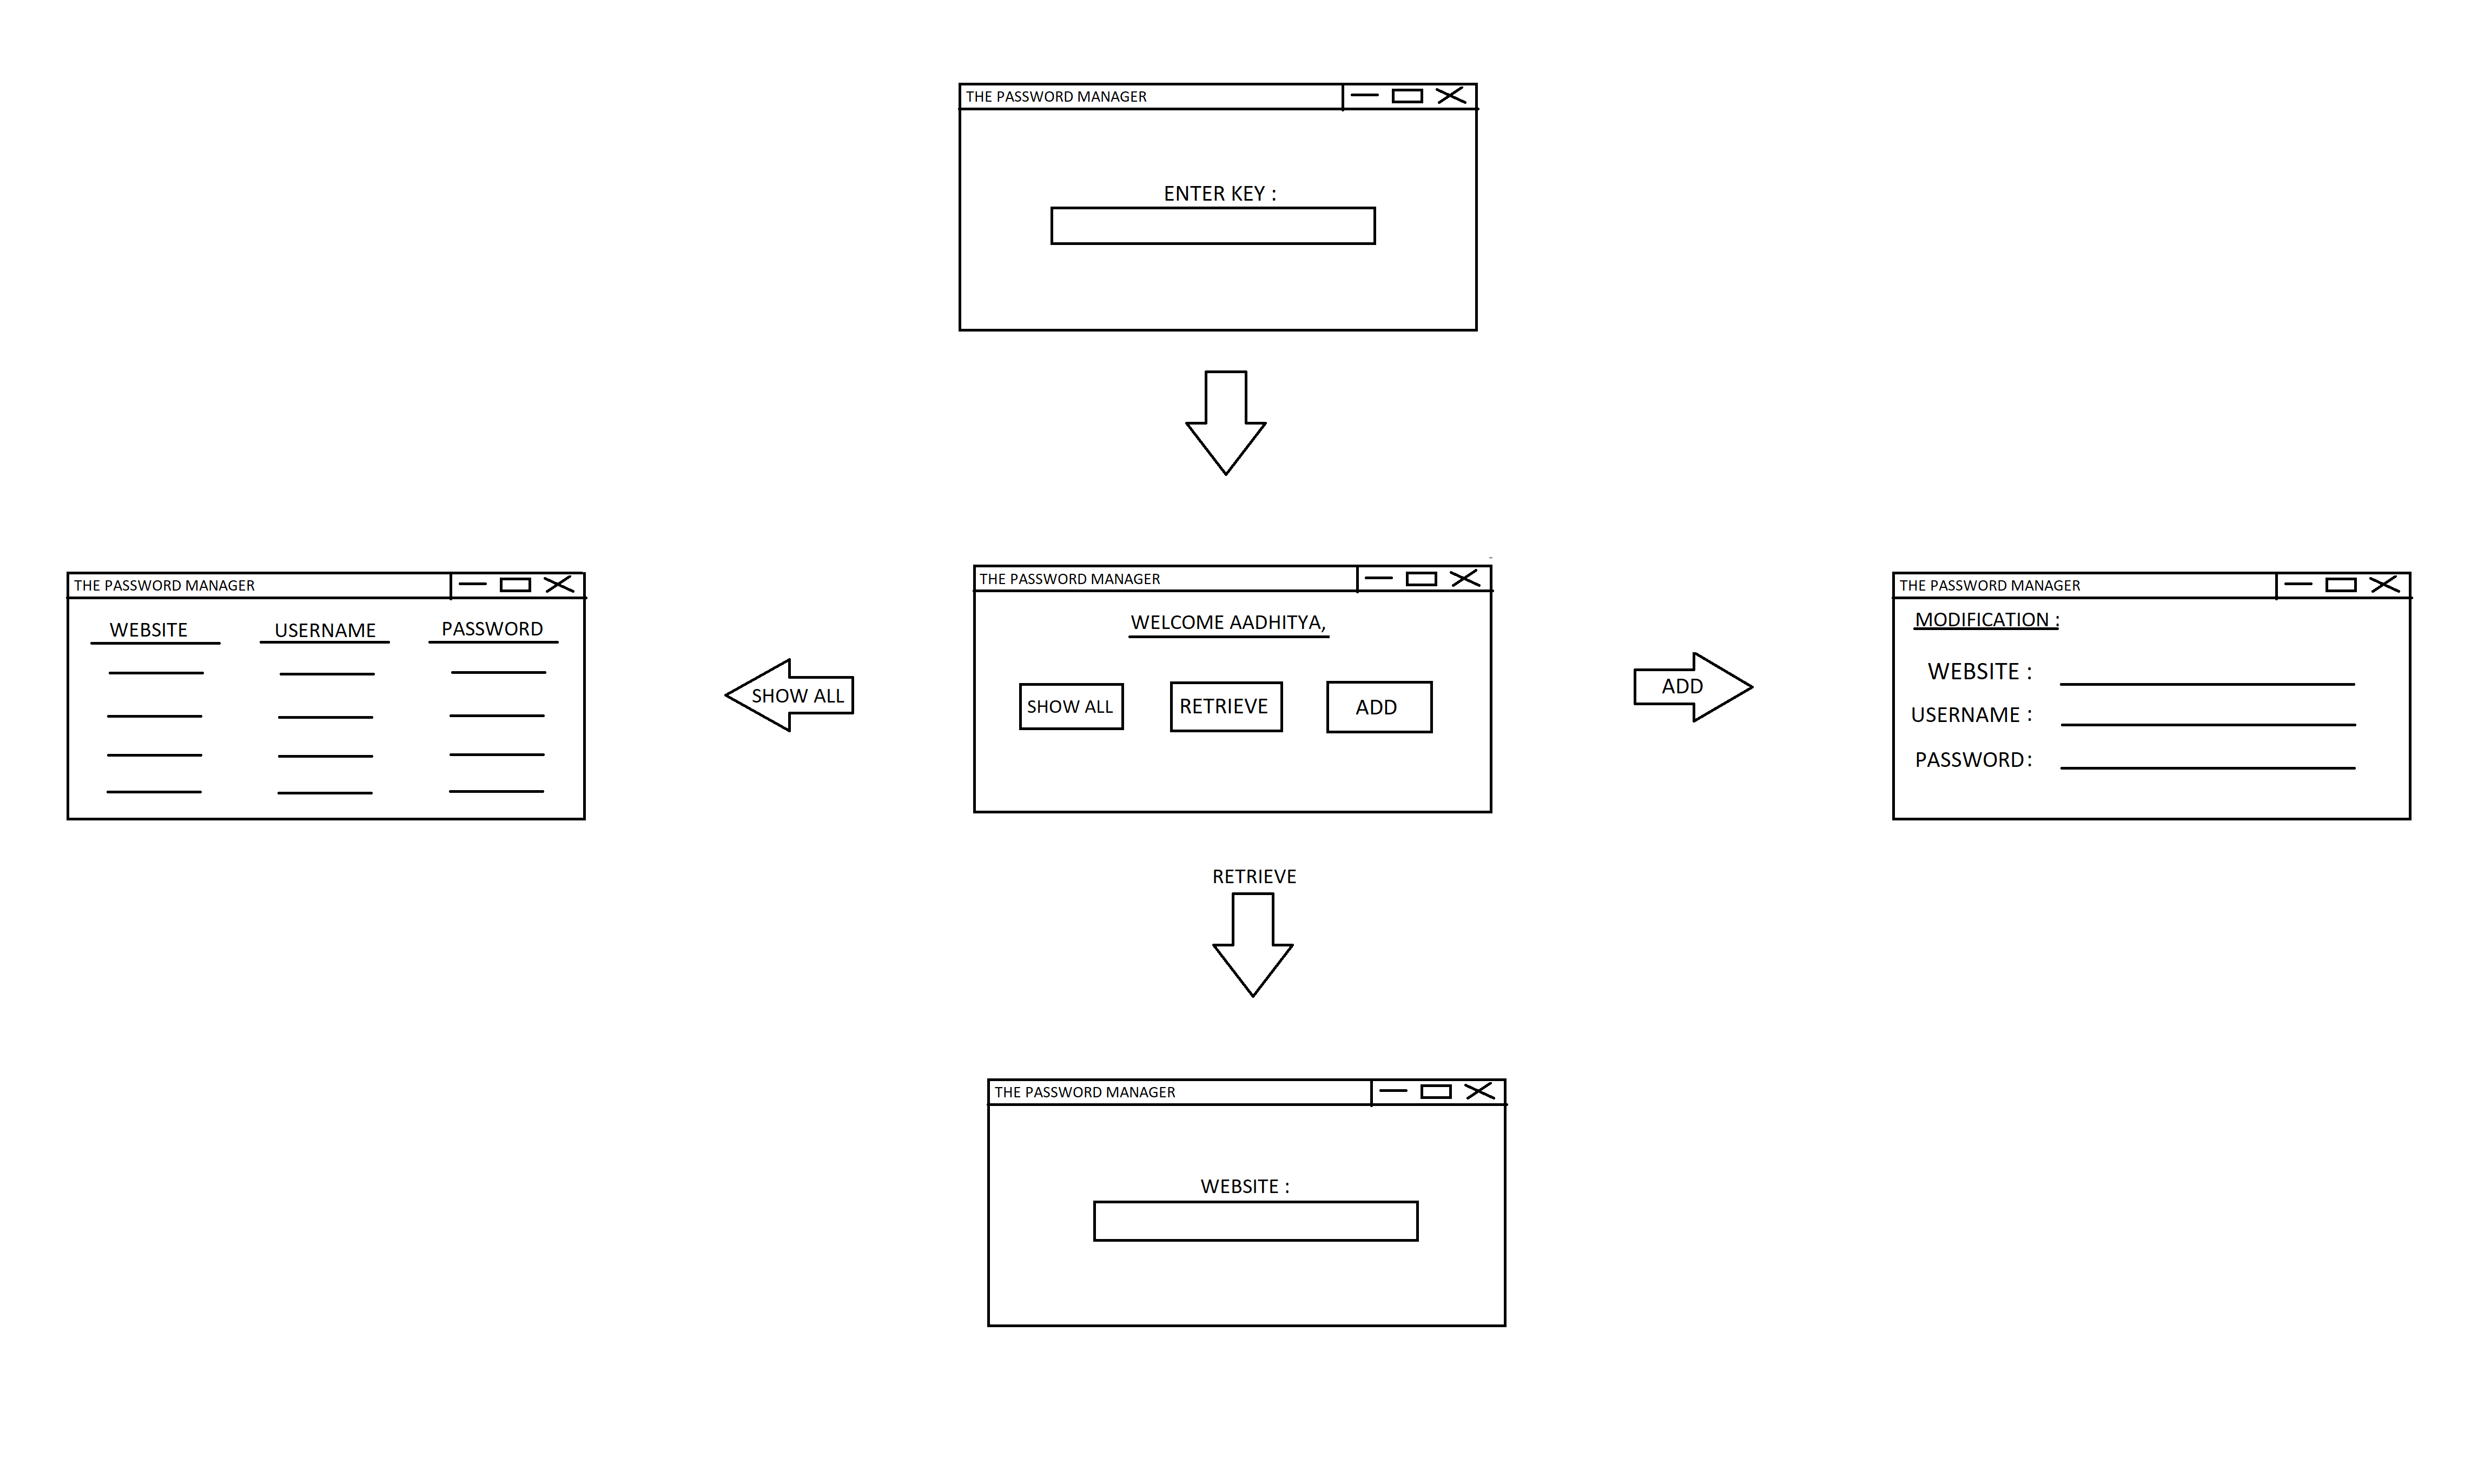 THE PASSWORD MANAGER
ENTER KEY :
THE PASSWORD MANAGER
WEBSITE USERNAME PASSWORD
SHOW ALL
THE PASSWORD MANAGER
WELCOME AADHITYA,
SHOW ALL RETRIEVE ADD
ADD
THE PASSWORD MANAGER
MODIFICATION :
WEBSITE :
USERNAME :
PASSWORD :
RETRIEVE
THE PASSWORD MANAGER
WEBSITE :